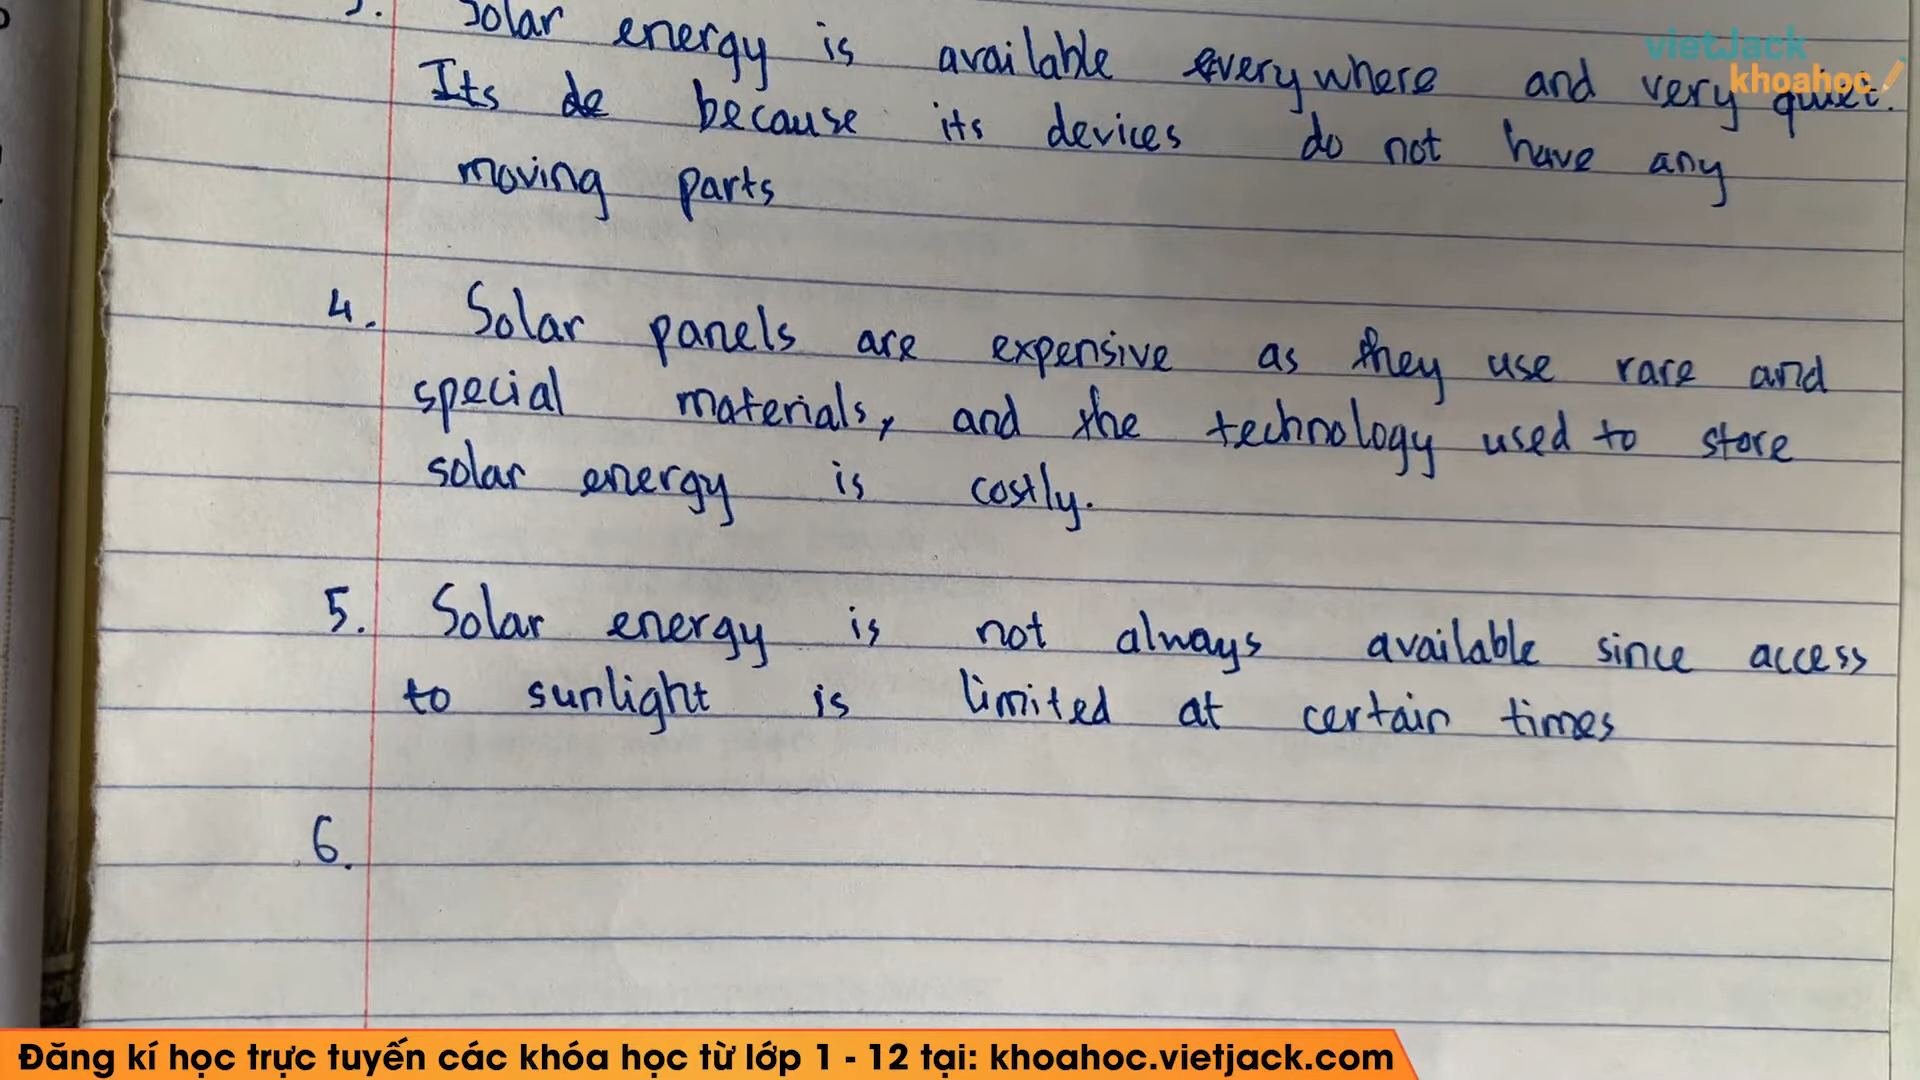 3. Solar energy is available everywhere and very quiet.
Its de because its devices do not have any
moving parts
4. Solar panels are expensive as they use rare and
special materials, and the technology used to store
solar energy is costly.
5. Solar energy is not always available since access
to sunlight is limited at certain times
6.
vietJack
khoahoc
Đăng kí học trực tuyến các khóa học từ lớp 1 - 12 tại: khoahoc.vietjack.com